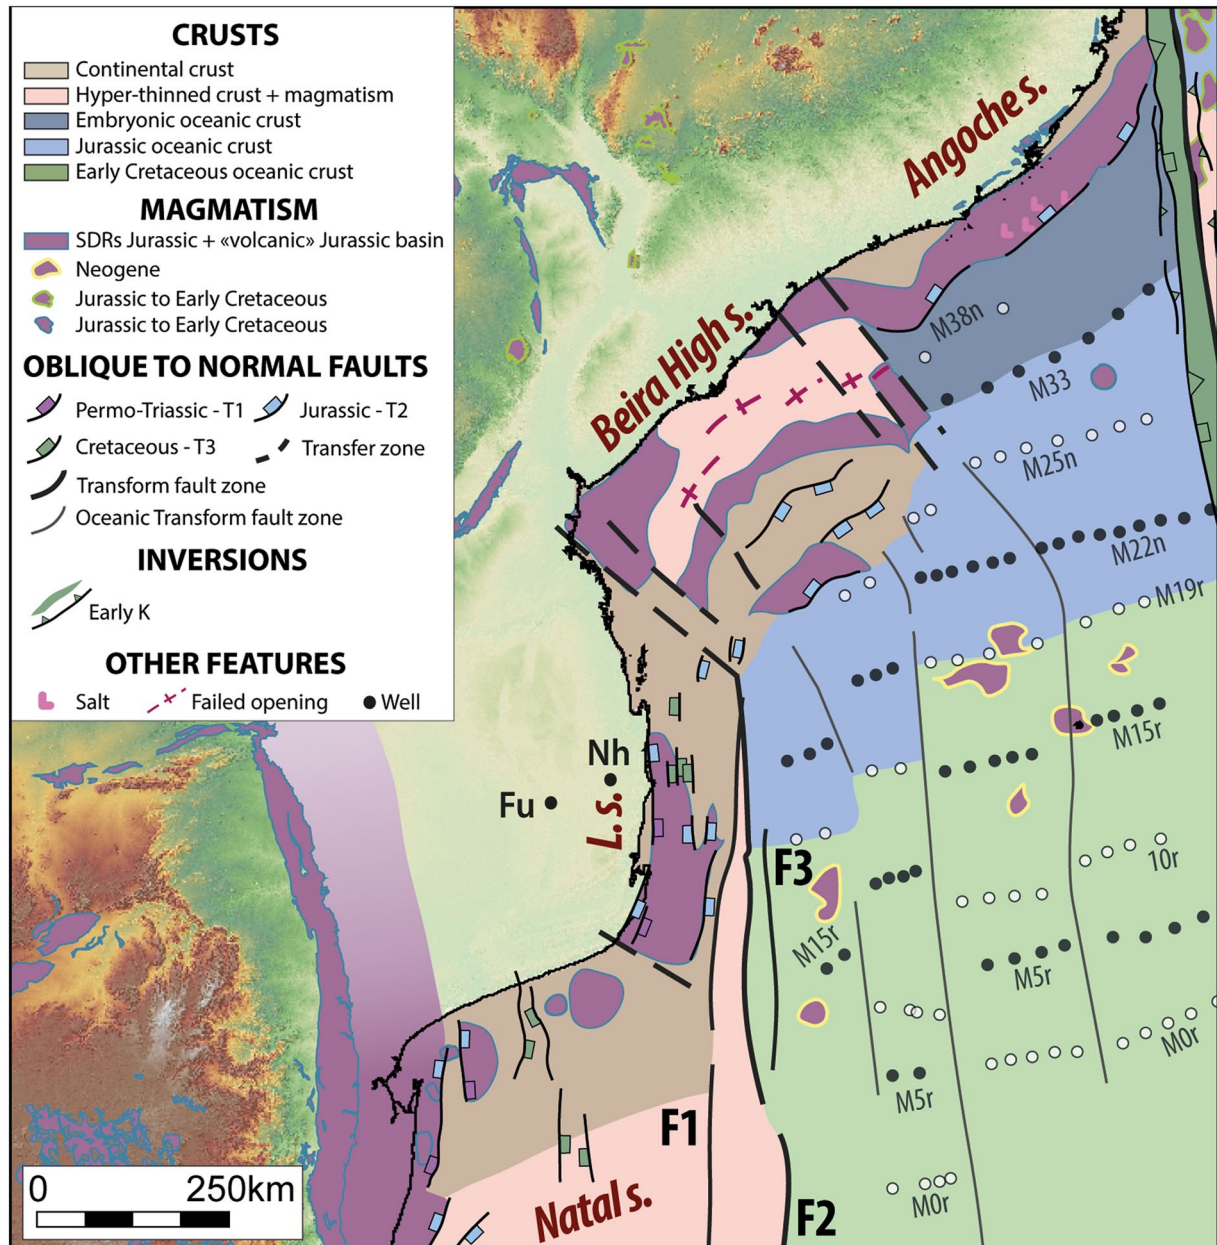 CRUSTS
Continental crust
Hyper-thinned crust + magmatism
Embryonic oceanic crust
Jurassic oceanic crust
Early Cretaceous oceanic crust
MAGMATISM
SDRs Jurassic + «volcanic» Jurassic basin
Neogene
Jurassic to Early Cretaceous
Jurassic to Early Cretaceous
OBLIQUE TO NORMAL FAULTS
Permo-Triassic - T1
Jurassic - T2
Cretaceous - T3
Transfer zone
Transform fault zone
Oceanic Transform fault zone
INVERSIONS
Early K
OTHER FEATURES
Salt
Failed opening
Well
Angoche s.
Beira High s.
M38n
M33
M25n
M22n
M19r
M15r
Nh
Fu
L. s.
F3
10r
M15r
M5r
M0r
M5r
F1
M0r
Natal s.
F2
0
250km